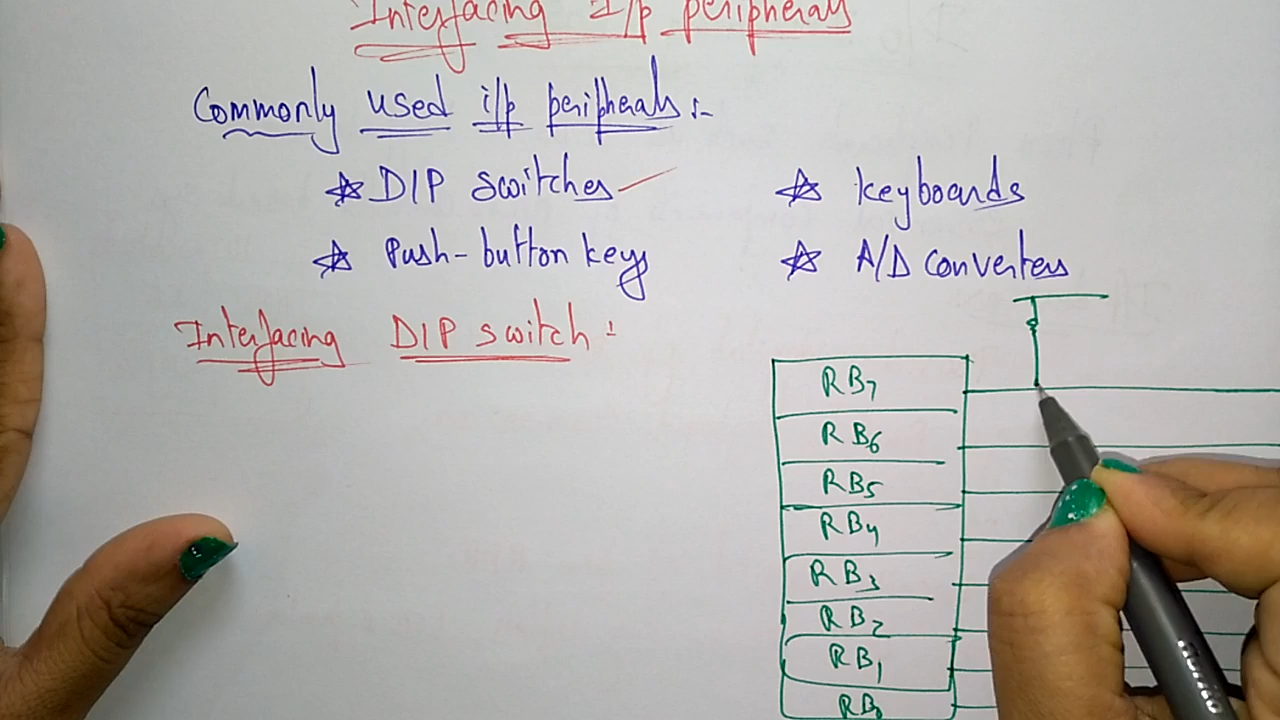 Interfacing I/p peripherals
Commonly used i/p peripherals :-
☆ DIP switches
☆ keyboards
☆ Push-button keys
☆ A/D converters
Interfacing DIP switch :
RB7
RB6
RB5
RB4
RB3
RB2
RB1
RB0